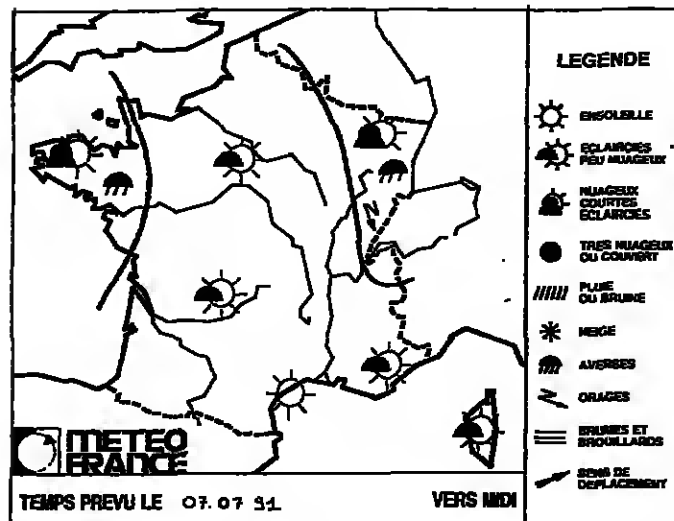 LEGENDE
ENSOLEILLE
ECLAIRCIES
PEU NUAGEUX
NUAGEUX
COURTES
ECLAIRCIES
TRES NUAGEUX
OU COUVERT
PLUIE
OU BRUINE
NEIGE
AVERSES
ORAGES
BRUMES ET
BROUILLARDS
SENS DE
DEPLACEMENT
METEO
FRANCE
TEMPS PREVU LE 07.07 91 VERS MIDI